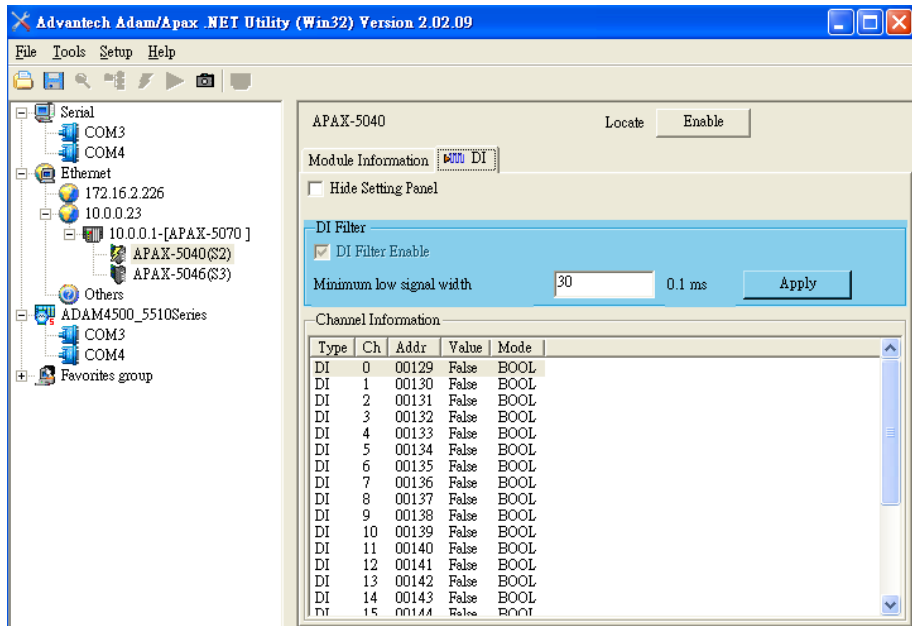 Advantech Adam/Apax .NET Utility (Win32) Version 2.02.09
File Tools Setup Help
Serial
COM3
COM4
Ethernet
172.16.2.226
10.0.0.23
10.0.0.1-[APAX-5070 ]
APAX-5040(S2)
APAX-5046(S3)
Others
ADAM4500_5510Series
COM3
COM4
Favorites group
APAX-5040 Locate Enable
Module Information DI
Hide Setting Panel
DI Filter
DI Filter Enable
Minimum low signal width 30 0.1 ms Apply
Channel Information
Type Ch Addr Value Mode
DI 0 00129 False BOOL
DI 1 00130 False BOOL
DI 2 00131 False BOOL
DI 3 00132 False BOOL
DI 4 00133 False BOOL
DI 5 00134 False BOOL
DI 6 00135 False BOOL
DI 7 00136 False BOOL
DI 8 00137 False BOOL
DI 9 00138 False BOOL
DI 10 00139 False BOOL
DI 11 00140 False BOOL
DI 12 00141 False BOOL
DI 13 00142 False BOOL
DI 14 00143 False BOOL
DI 15 00144 False BOOL